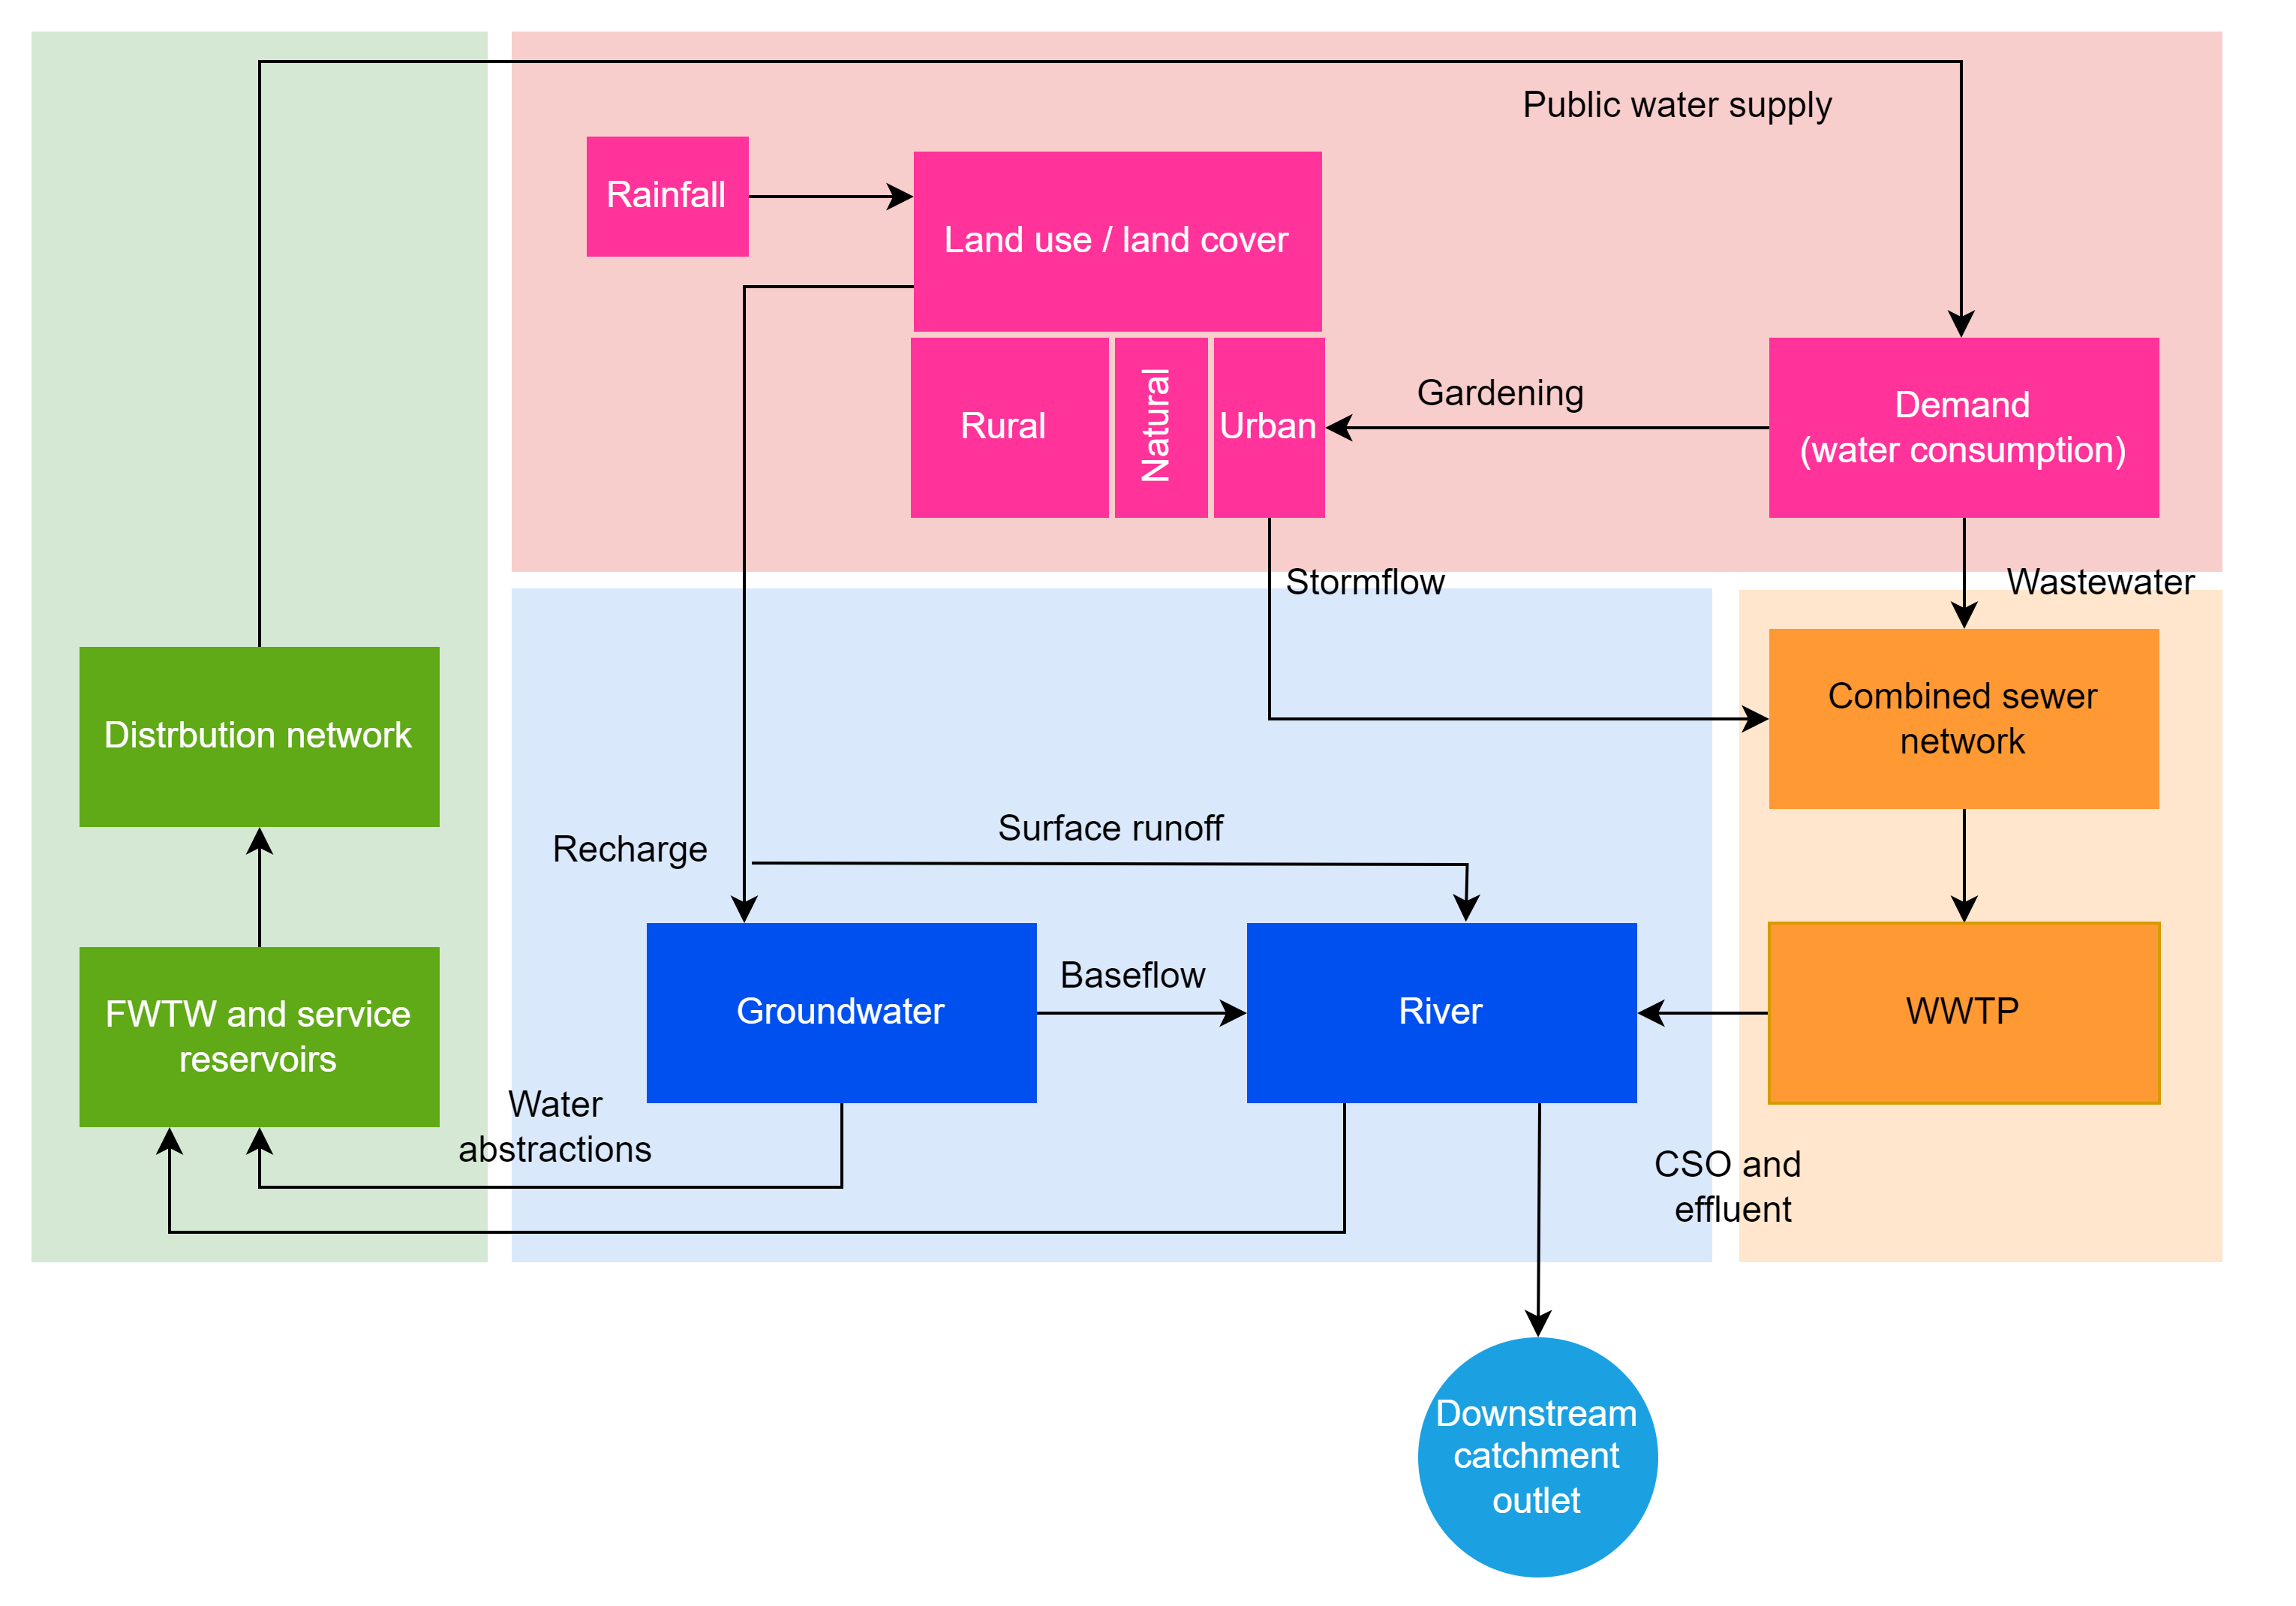 Public water supply
Rainfall
Land use / land cover
Rural
Natural
Urban
Gardening
Demand
(water consumption)
Stormflow
Wastewater
Distrbution network
Combined sewer
network
Recharge
Surface runoff
FWTW and service
reservoirs
Groundwater
Baseflow
River
WWTP
Water
abstractions
CSO and
effluent
Downstream
catchment
outlet